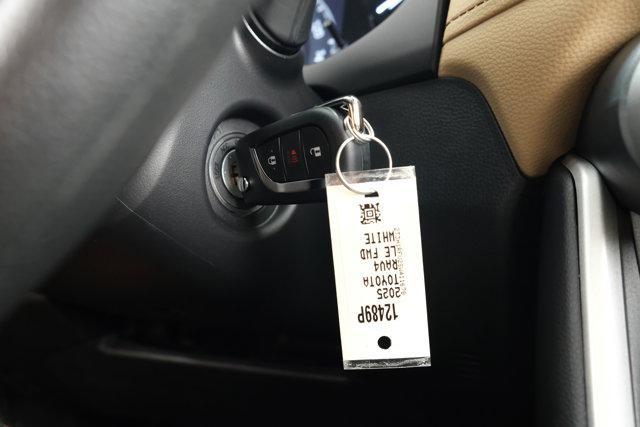 12489P
2025
TOYOTA
RAV4
LE FWD
WHITE